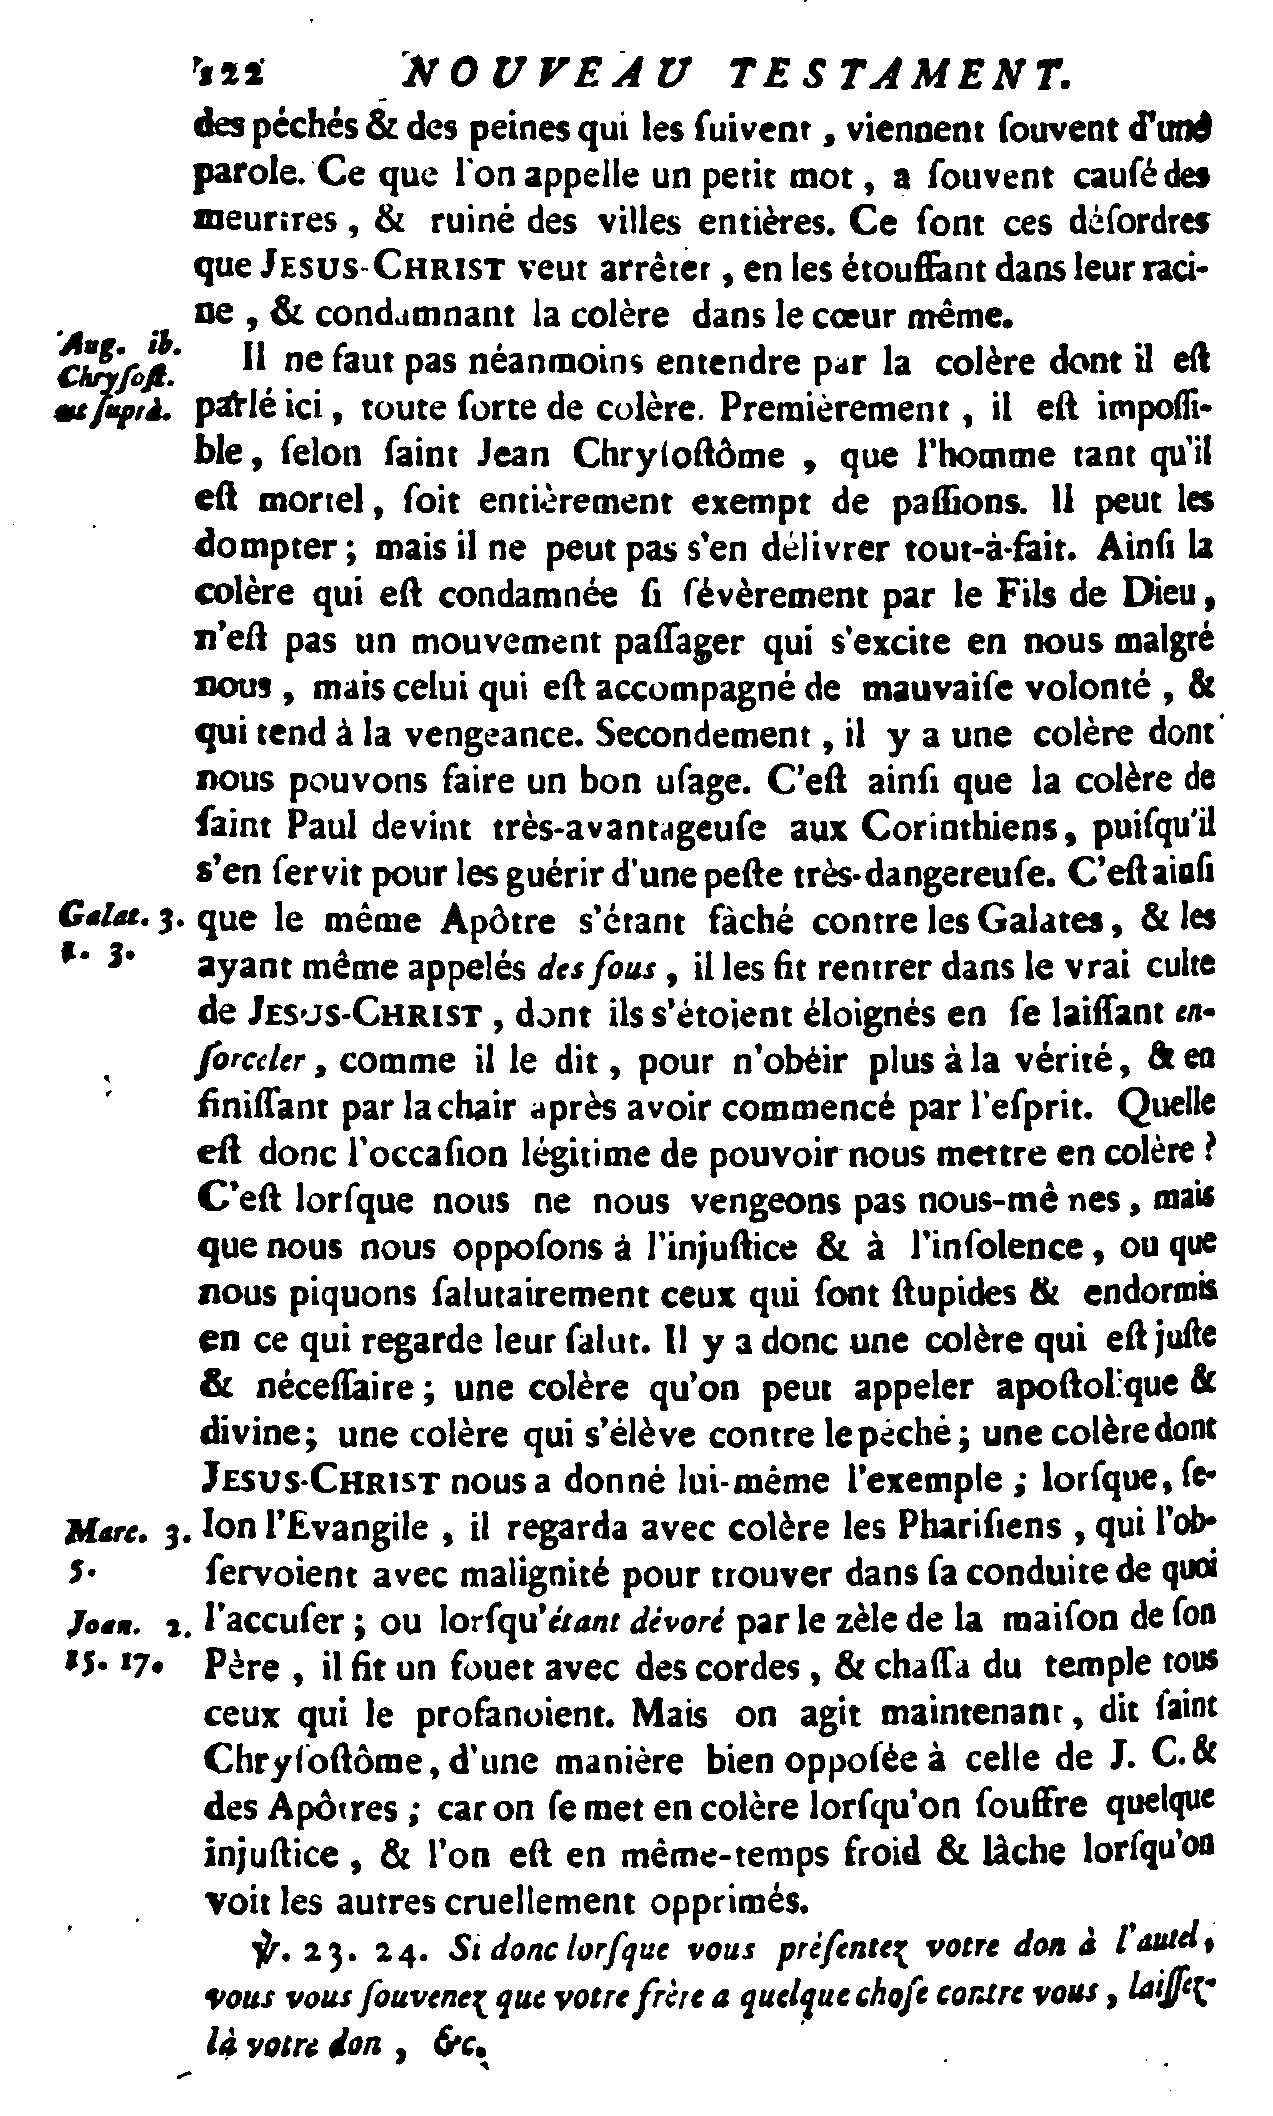 122 NOUVEAU TESTAMENT.
des péchés & des peines qui les ſuivent, viennent ſouvent d'une
parole. Ce que l'on appelle un petit mot, a ſouvent cauſé des
meurtres, & ruiné des villes entières. Ce ſont ces déſordres
que JESUS-CHRIST veut arrêter, en les étouffant dans leur raci-
ne, & condamnant la colère dans le cœur même.
Aug. ib.
Chryſoſt.
ut ſuprà.
Il ne faut pas néanmoins entendre par la colère dont il eſt
parlé ici, toute ſorte de colère. Premièrement, il eſt impoſſi-
ble, ſelon ſaint Jean Chryſoſtôme, que l'homme tant qu'il
eſt mortel, ſoit entièrement exempt de paſſions. Il peut les
dompter; mais il ne peut pas s'en délivrer tout-à-fait. Ainſi la
colère qui eſt condamnée ſi ſévèrement par le Fils de Dieu,
n'eſt pas un mouvement paſſager qui s'excite en nous malgré
nous, mais celui qui eſt accompagné de mauvaiſe volonté, &
qui tend à la vengeance. Secondement, il y a une colère dont
nous pouvons faire un bon uſage. C'eſt ainſi que la colère de
ſaint Paul devint très-avantageuſe aux Corinthiens, puiſqu'il
s'en ſervit pour les guérir d'une peſte très-dangereuſe. C'eſt ainſi
Galat. 3.
1. 3.
que le même Apôtre s'étant fâché contre les Galates, & les
ayant même appelés des ſous, il les fit rentrer dans le vrai culte
de JESUS-CHRIST, dont ils s'étoient éloignés en ſe laiſſant en-
ſorceler, comme il le dit, pour n'obéir plus à la vérité, & en
finiſſant par la chair après avoir commencé par l'eſprit. Quelle
eſt donc l'occaſion légitime de pouvoir nous mettre en colère?
C'eſt lorſque nous ne nous vengeons pas nous-mêmes, mais
que nous nous oppoſons à l'injuſtice & à l'inſolence, ou que
nous piquons ſalutairement ceux qui ſont ſtupides & endormis
en ce qui regarde leur ſalut. Il y a donc une colère qui eſt juſte
& néceſſaire; une colère qu'on peut appeler apoſtolique &
divine; une colère qui s'élève contre le péché; une colère dont
JESUS-CHRIST nous a donné lui-même l'exemple; lorſque, ſe-
Marc. 3.
5.
lon l'Evangile, il regarda avec colère les Phariſiens, qui l'ob-
ſervoient avec malignité pour trouver dans ſa conduite de quoi
Joan. 2.
15. 17.
l'accuſer; ou lorſqu'étant dévoré par le zèle de la maiſon de ſon
Père, il fit un fouet avec des cordes, & chaſſa du temple tous
ceux qui le profanoient. Mais on agit maintenant, dit ſaint
Chryſoſtôme, d'une manière bien oppoſée à celle de J. C. &
des Apôtres; car on ſe met en colère lorſqu'on ſouffre quelque
injuſtice, & l'on eſt en même-temps froid & lâche lorſqu'on
voit les autres cruellement opprimés.
℣. 23. 24. Si donc lorſque vous préſentez votre don à l'autel,
vous vous ſouvenez que votre frère a quelque choſe contre vous, laiſſez-
là votre don, &c.